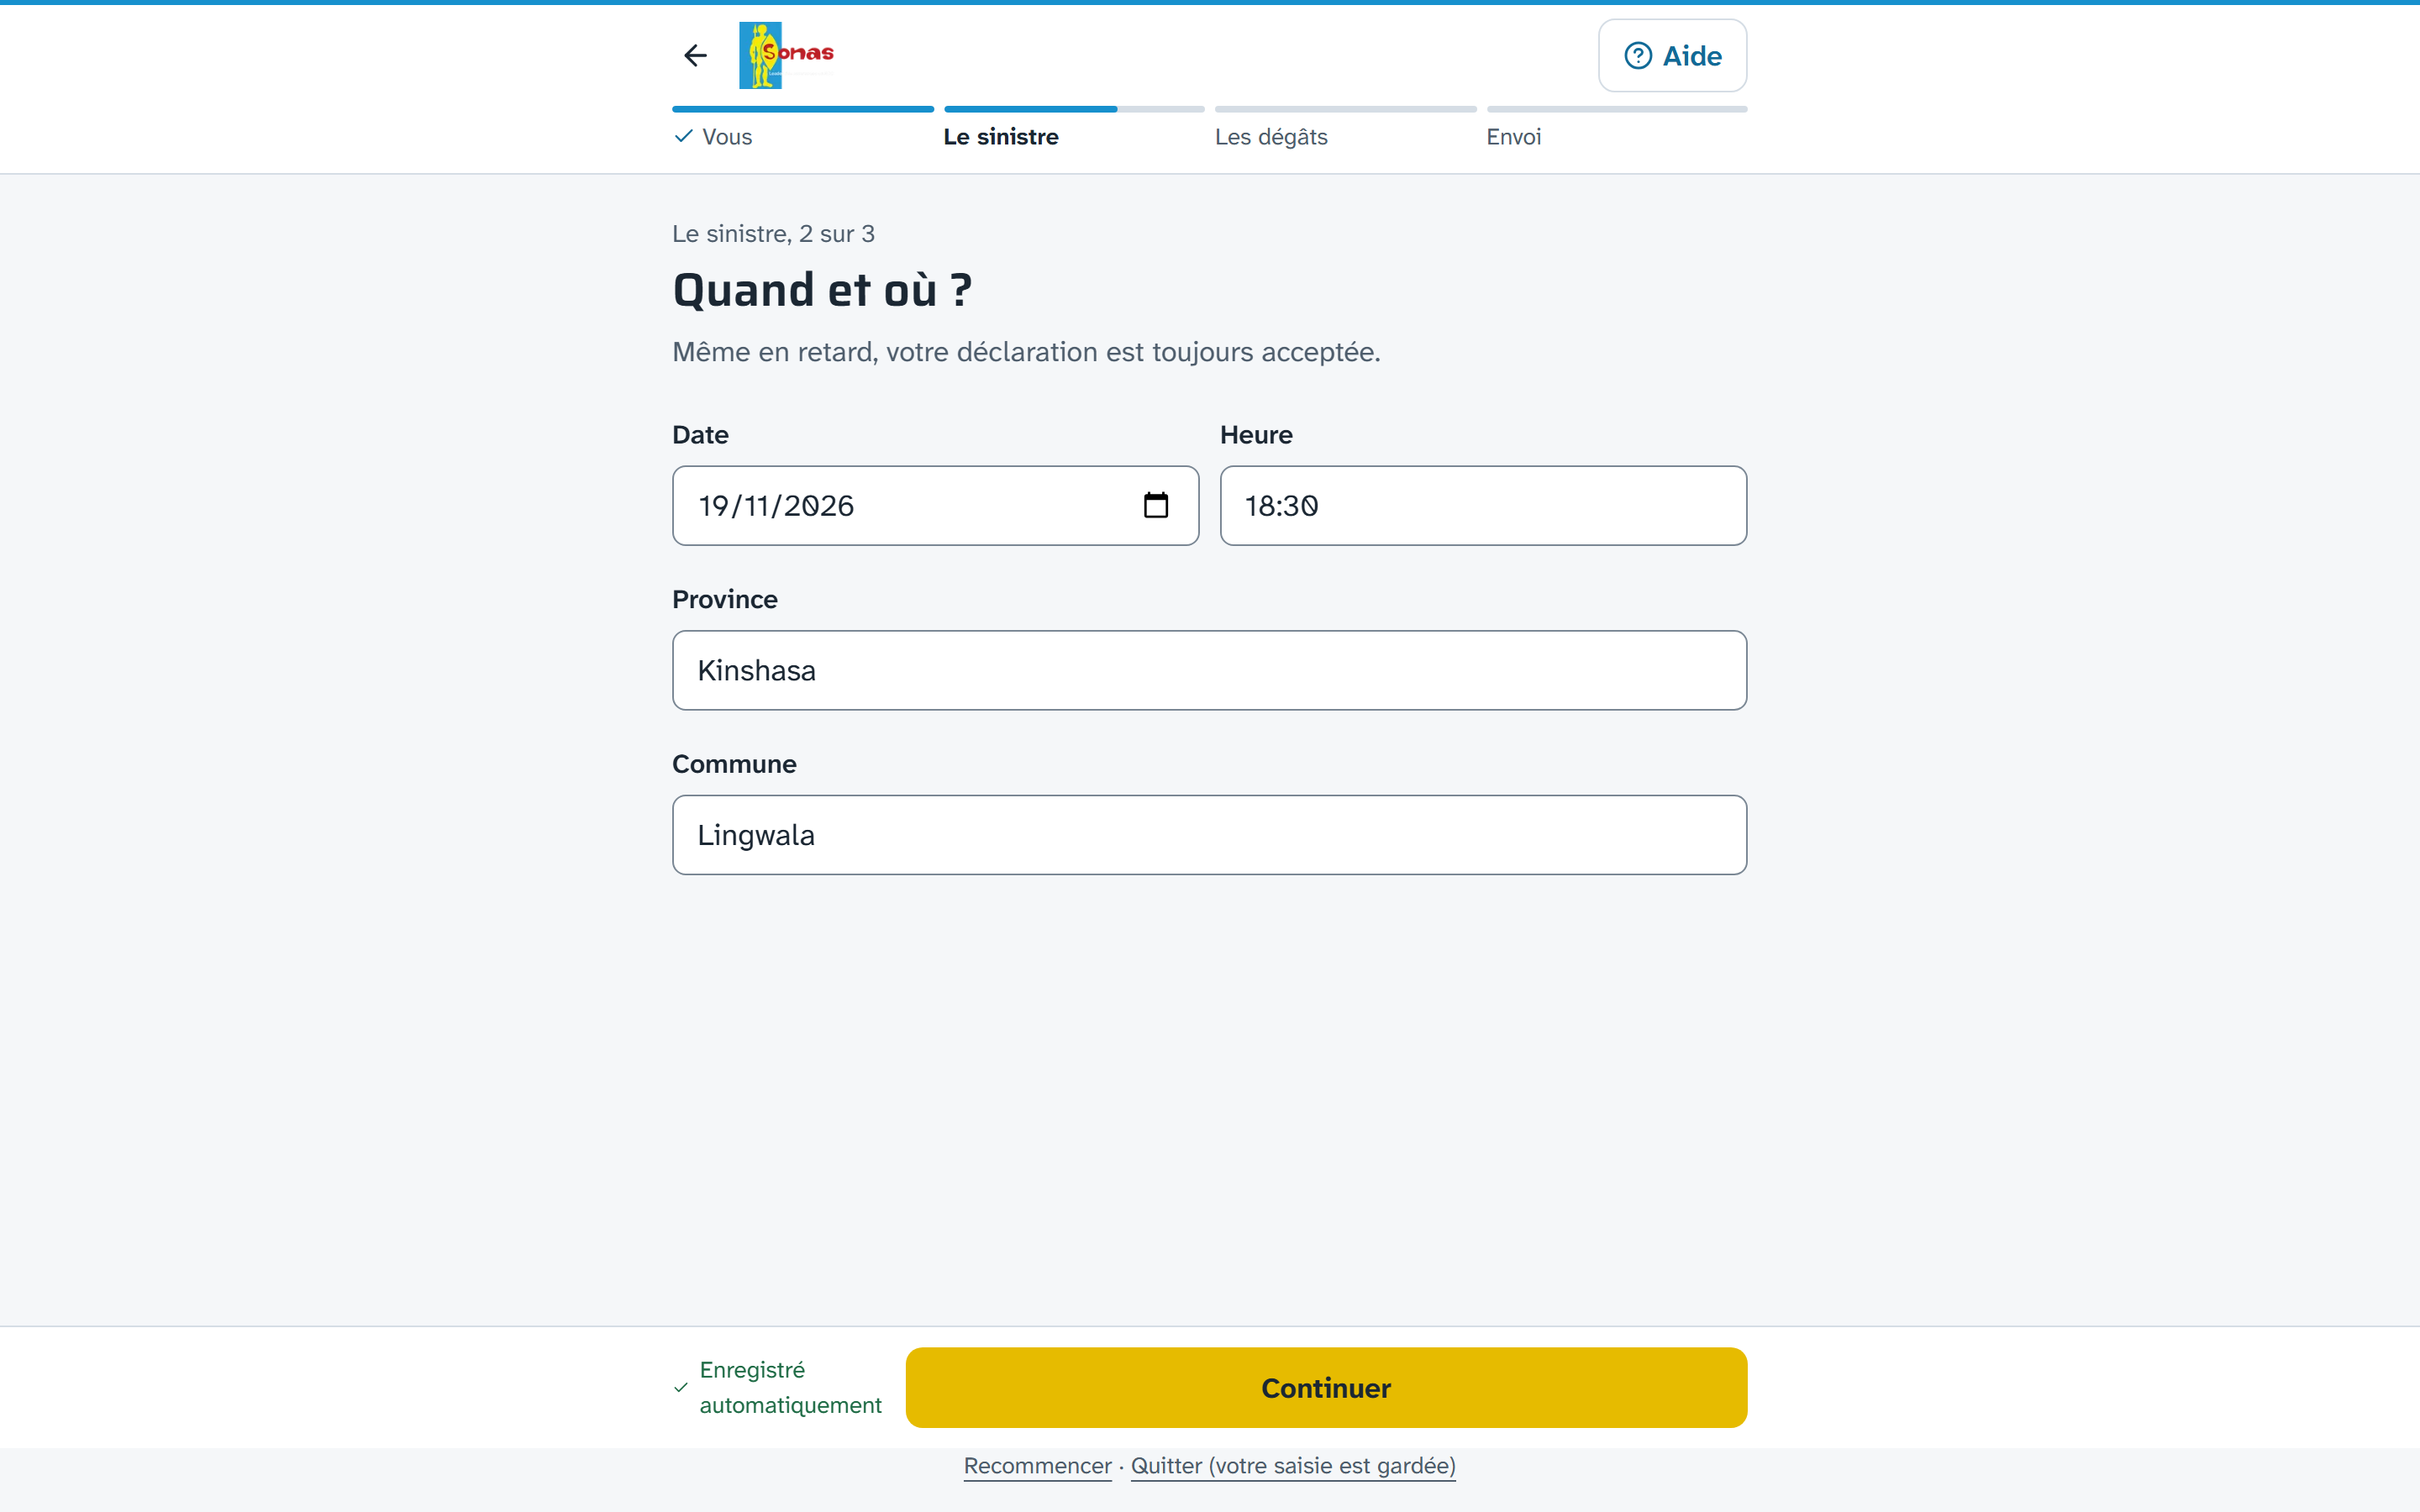 Sonas
Aide
Vous
Le sinistre
Les dégâts
Envoi
Le sinistre, 2 sur 3
Quand et où ?
Même en retard, votre déclaration est toujours acceptée.
Date
Heure
19/11/2026
18:30
Province
Kinshasa
Commune
Lingwala
Enregistré
automatiquement
Continuer
Recommencer · Quitter (votre saisie est gardée)